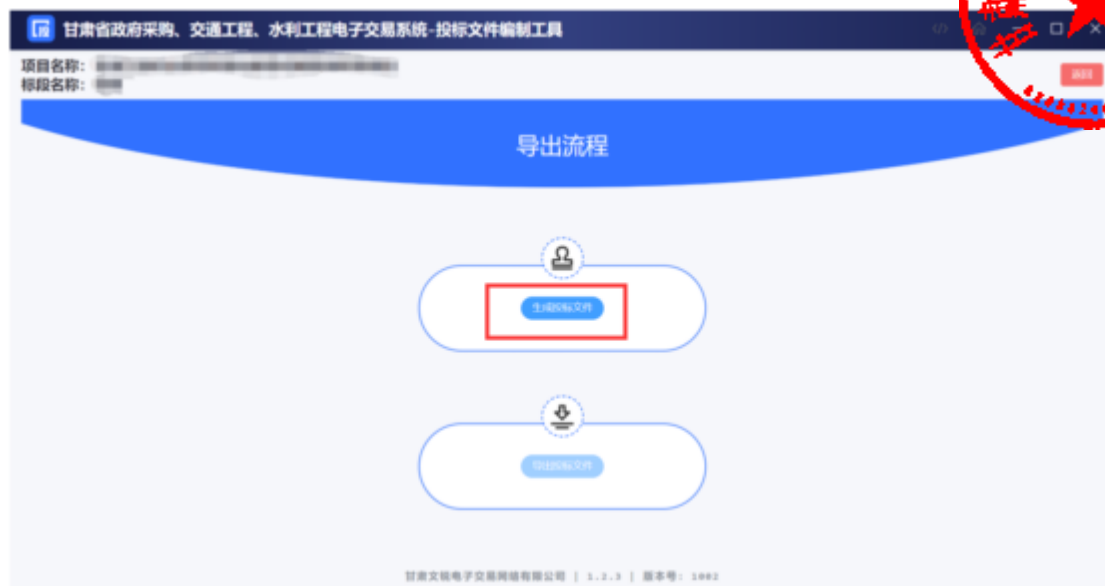 甘肃省政府采购、交通工程、水利工程电子交易系统-投标文件编制工具
项目名称：
标段名称：
返回
导出流程
生成投标文件
导出投标文件
甘肃文锐电子交易网络有限公司 | 1.2.3 | 版本号: 1002